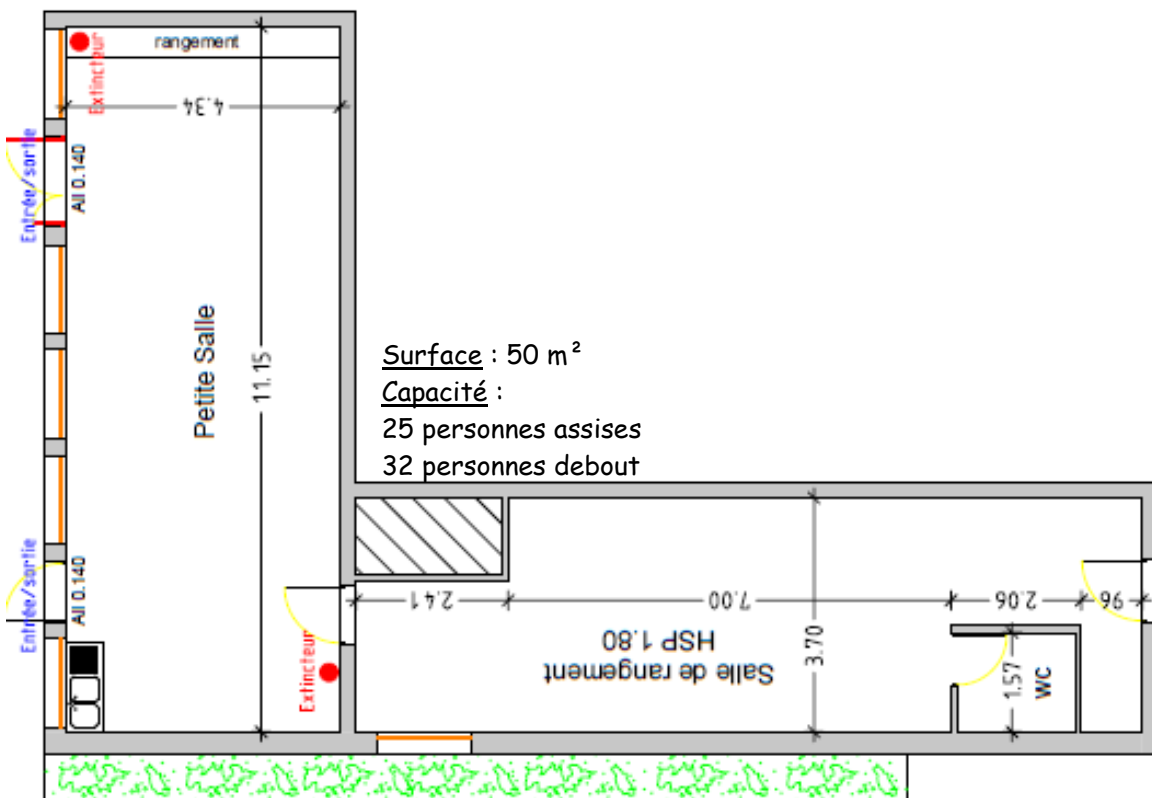 rangement
Extincteur
4.34
Entrée/sortie
All 0.140
Petite Salle
11.15
Surface : 50 m²
Capacité :
25 personnes assises
32 personnes debout
Entrée/sortie
All 0.140
Extincteur
2.41
7.00
2.06
96
Salle de rangement
HSP 1.80
3.70
1.57
WC